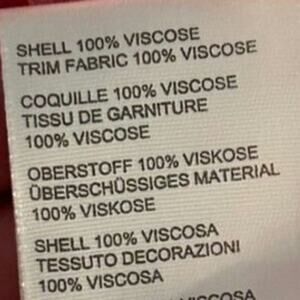 SHELL 100% VISCOSE
TRIM FABRIC 100% VISCOSE
COQUILLE 100% VISCOSE
TISSU DE GARNITURE
100% VISCOSE
OBERSTOFF 100% VISKOSE
ÜBERSCHÜSSIGES MATERIAL
100% VISKOSE
SHELL 100% VISCOSA
TESSUTO DECORAZIONI
100% VISCOSA
VISCOSA